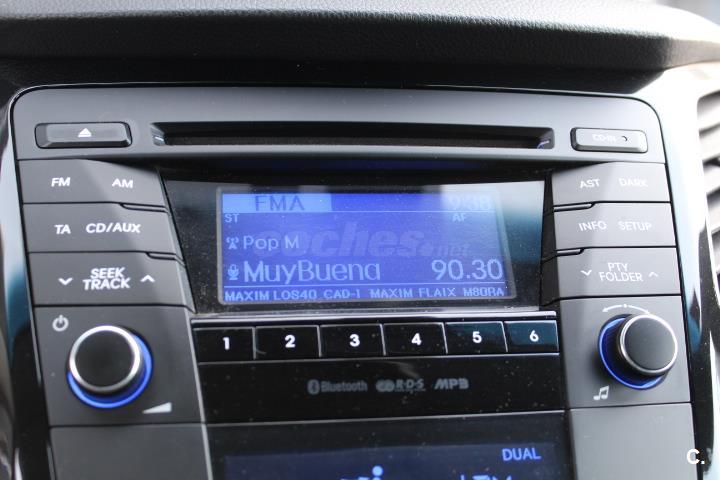 CD-IN
FM AM
AST DARK
TA CD/AUX
INFO SETUP
SEEK
TRACK
PTY
FOLDER
FMA 9:38
ST AF
Pop M
coches.net
MuyBuena 90.30
MAXIM LOS40 CAD-1 MAXIM FLAIX M80RA
1 2 3 4 5 6
Bluetooth R·D·S MP3
DUAL
C.